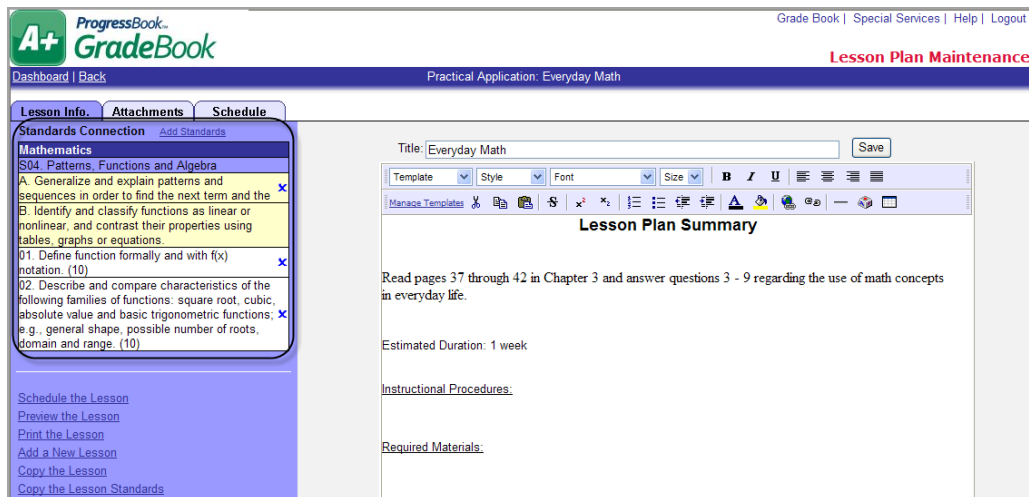 Grade Book | Special Services | Help | Logout
A+
ProgressBook™
GradeBook
Lesson Plan Maintenance
Dashboard | Back
Practical Application: Everyday Math
Lesson Info. Attachments Schedule
Standards Connection Add Standards
Mathematics
S04. Patterns, Functions and Algebra
A. Generalize and explain patterns and
sequences in order to find the next term and the
B. Identify and classify functions as linear or
nonlinear, and contrast their properties using
tables, graphs or equations.
01. Define function formally and with f(x)
notation. (10)
02. Describe and compare characteristics of the
following families of functions: square root, cubic,
absolute value and basic trigonometric functions;
e.g., general shape, possible number of roots,
domain and range. (10)
Schedule the Lesson
Preview the Lesson
Print the Lesson
Add a New Lesson
Copy the Lesson
Copy the Lesson Standards
Title: Everyday Math Save
Template Style Font Size B I U
Manage Templates S x² x₂ A
Lesson Plan Summary
Read pages 37 through 42 in Chapter 3 and answer questions 3 - 9 regarding the use of math concepts
in everyday life.
Estimated Duration: 1 week
Instructional Procedures:
Required Materials: